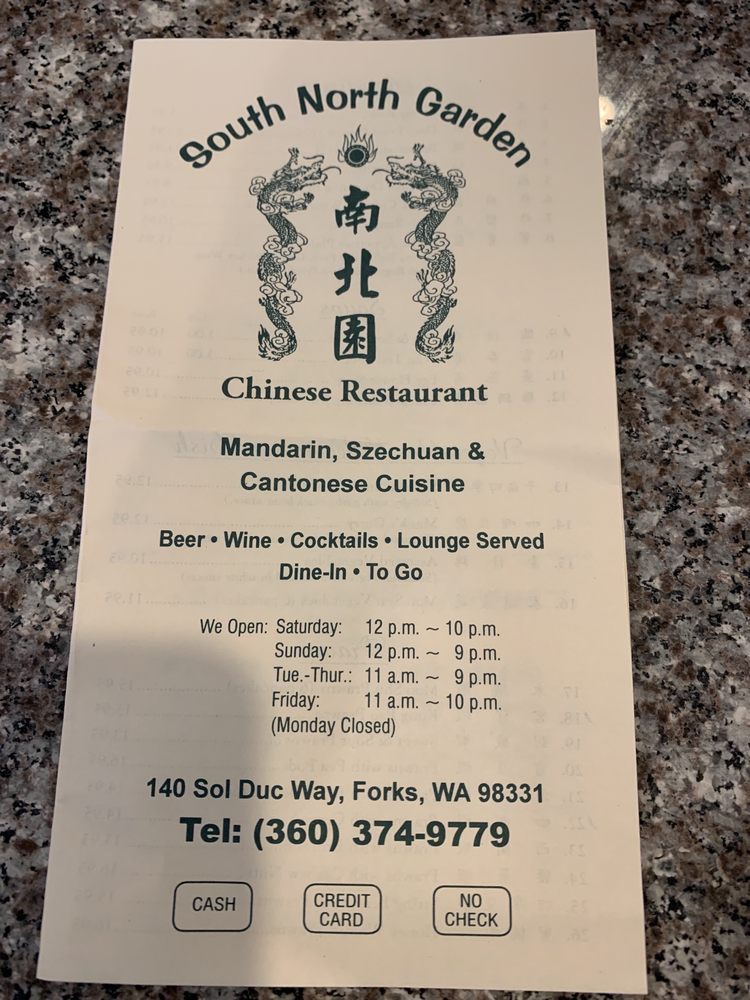 South North Garden
南
北
園
Chinese Restaurant
Mandarin, Szechuan &
Cantonese Cuisine
Beer • Wine • Cocktails • Lounge Served
Dine-In • To Go
We Open: Saturday: 12 p.m. ~ 10 p.m.
Sunday: 12 p.m. ~ 9 p.m.
Tue.-Thur.: 11 a.m. ~ 9 p.m.
Friday: 11 a.m. ~ 10 p.m.
(Monday Closed)
140 Sol Duc Way, Forks, WA 98331
Tel: (360) 374-9779
CASH
CREDIT
CARD
NO
CHECK